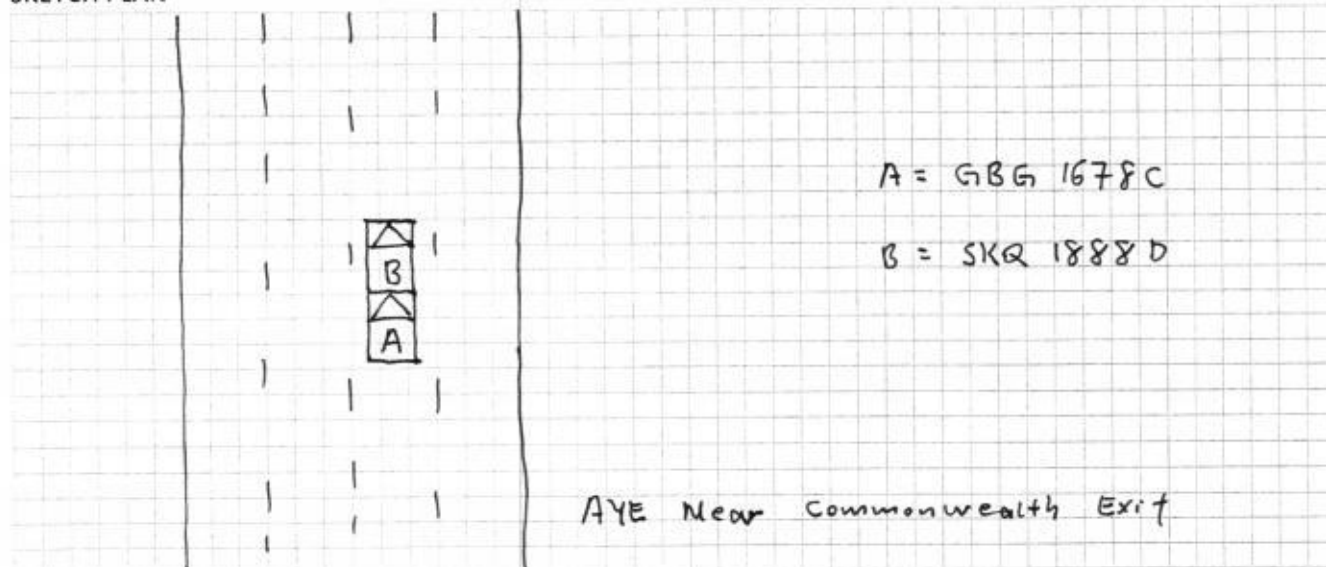 A = GBG 1678C
B = SKQ 1888D
B
A
AYE Near Commonwealth Exit